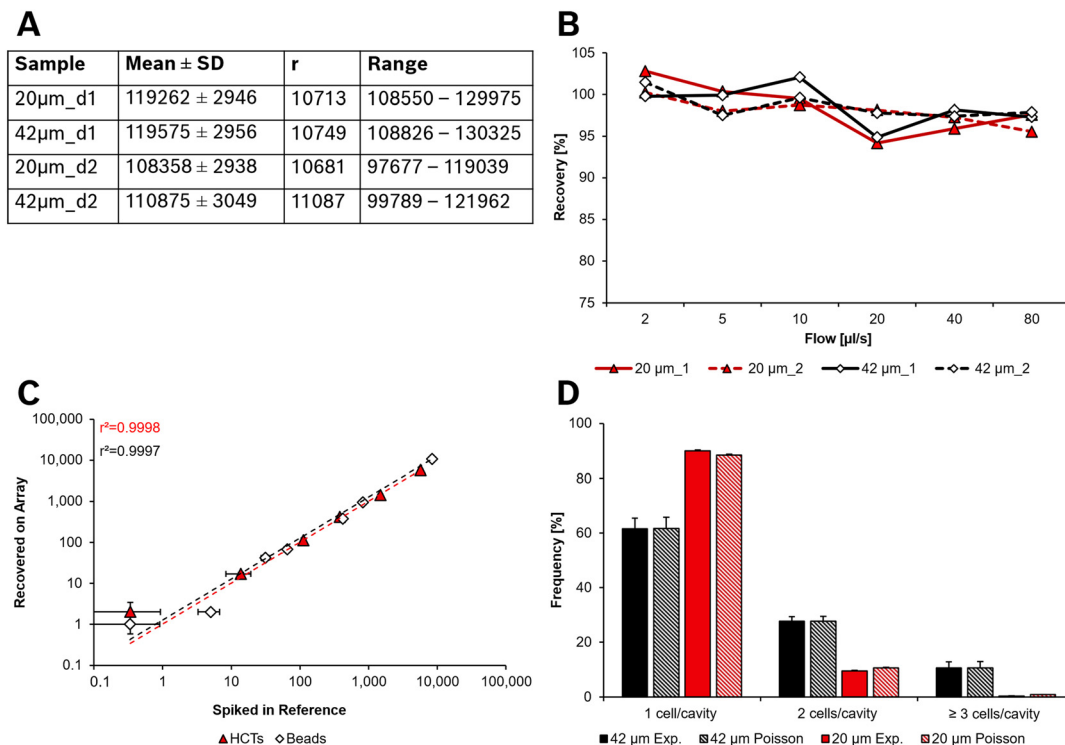 A
Sample Mean ± SD r Range
20µm_d1 119262 ± 2946 10713 108550 – 129975
42µm_d1 119575 ± 2956 10749 108826 – 130325
20µm_d2 108358 ± 2938 10681 97677 – 119039
42µm_d2 110875 ± 3049 11087 99789 – 121962
B
105
100
95
90
85
80
75
Recovery [%]
2 5 10 20 40 80
Flow [µl/s]
20 µm_1 20 µm_2 42 µm_1 42 µm_2
C
100,000
10,000
1,000
100
10
1
0.1
r²=0.9998
r²=0.9997
Recovered on Array
0.1 1 10 100 1,000 10,000 100,000
Spiked in Reference
HCTs Beads
D
100
80
60
40
20
0
Frequency [%]
1 cell/cavity 2 cells/cavity ≥ 3 cells/cavity
42 µm Exp. 42 µm Poisson 20 µm Exp. 20 µm Poisson